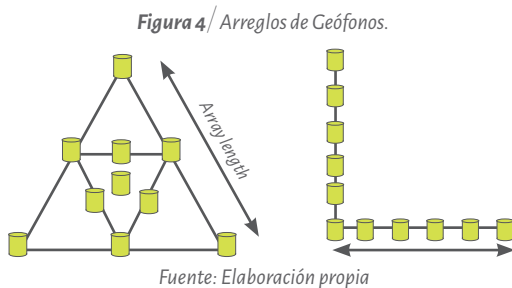 Figura 4/ Arreglos de Geófonos.
Array length
Fuente: Elaboración propia